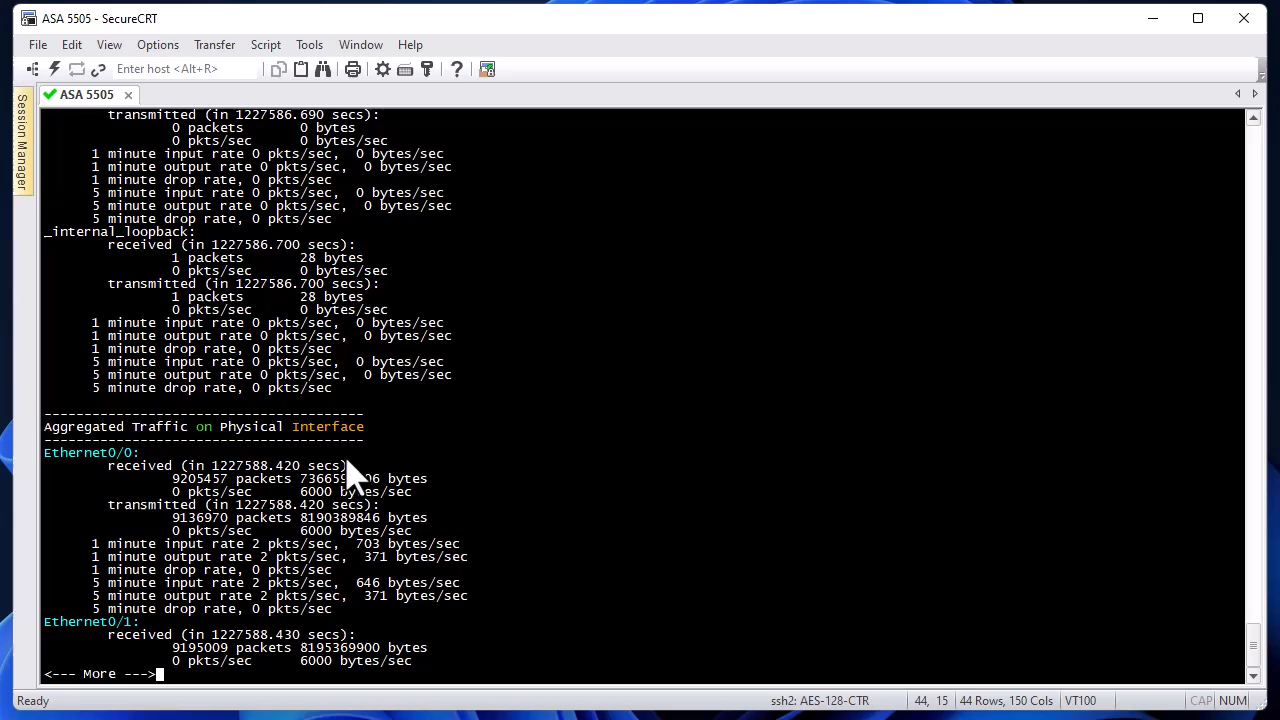 ASA 5505 - SecureCRT
File Edit View Options Transfer Script Tools Window Help
Enter host <Alt+R>
Session Manager
ASA 5505
transmitted (in 1227586.690 secs):
0 packets 0 bytes
0 pkts/sec 0 bytes/sec
1 minute input rate 0 pkts/sec, 0 bytes/sec
1 minute output rate 0 pkts/sec, 0 bytes/sec
1 minute drop rate, 0 pkts/sec
5 minute input rate 0 pkts/sec, 0 bytes/sec
5 minute output rate 0 pkts/sec, 0 bytes/sec
5 minute drop rate, 0 pkts/sec
_internal_loopback:
received (in 1227586.700 secs):
1 packets 28 bytes
0 pkts/sec 0 bytes/sec
transmitted (in 1227586.700 secs):
1 packets 28 bytes
0 pkts/sec 0 bytes/sec
1 minute input rate 0 pkts/sec, 0 bytes/sec
1 minute output rate 0 pkts/sec, 0 bytes/sec
1 minute drop rate, 0 pkts/sec
5 minute input rate 0 pkts/sec, 0 bytes/sec
5 minute output rate 0 pkts/sec, 0 bytes/sec
5 minute drop rate, 0 pkts/sec
----------------------------------------
Aggregated Traffic on Physical Interface
----------------------------------------
Ethernet0/0:
received (in 1227588.420 secs)
9205457 packets bytes
0 pkts/sec 6000 bytes/sec
transmitted (in 1227588.420 secs):
9136970 packets 8190389846 bytes
0 pkts/sec 6000 bytes/sec
1 minute input rate 2 pkts/sec, 703 bytes/sec
1 minute output rate 2 pkts/sec, 371 bytes/sec
1 minute drop rate, 0 pkts/sec
5 minute input rate 2 pkts/sec, 646 bytes/sec
5 minute output rate 2 pkts/sec, 371 bytes/sec
5 minute drop rate, 0 pkts/sec
Ethernet0/1:
received (in 1227588.430 secs):
9195009 packets 8195369900 bytes
0 pkts/sec 6000 bytes/sec
<--- More --->
Ready ssh2: AES-128-CTR 44, 15 44 Rows, 150 Cols VT100 CAP NUM